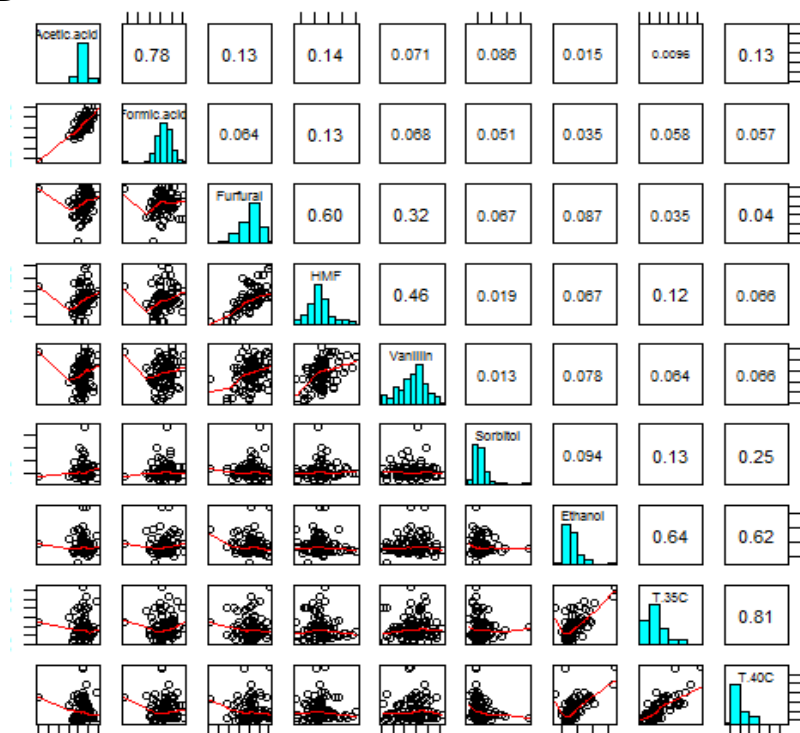 Acetic.acid 0.78 0.13 0.14 0.071 0.086 0.015 0.0096 0.13
Formic.acid 0.064 0.13 0.068 0.051 0.035 0.058 0.057
Furfural 0.60 0.32 0.067 0.087 0.035 0.04
HMF 0.46 0.019 0.067 0.12 0.066
Vanillin 0.013 0.078 0.064 0.066
Sorbitol 0.094 0.13 0.25
Ethanol 0.64 0.62
T.35C 0.81
T.40C